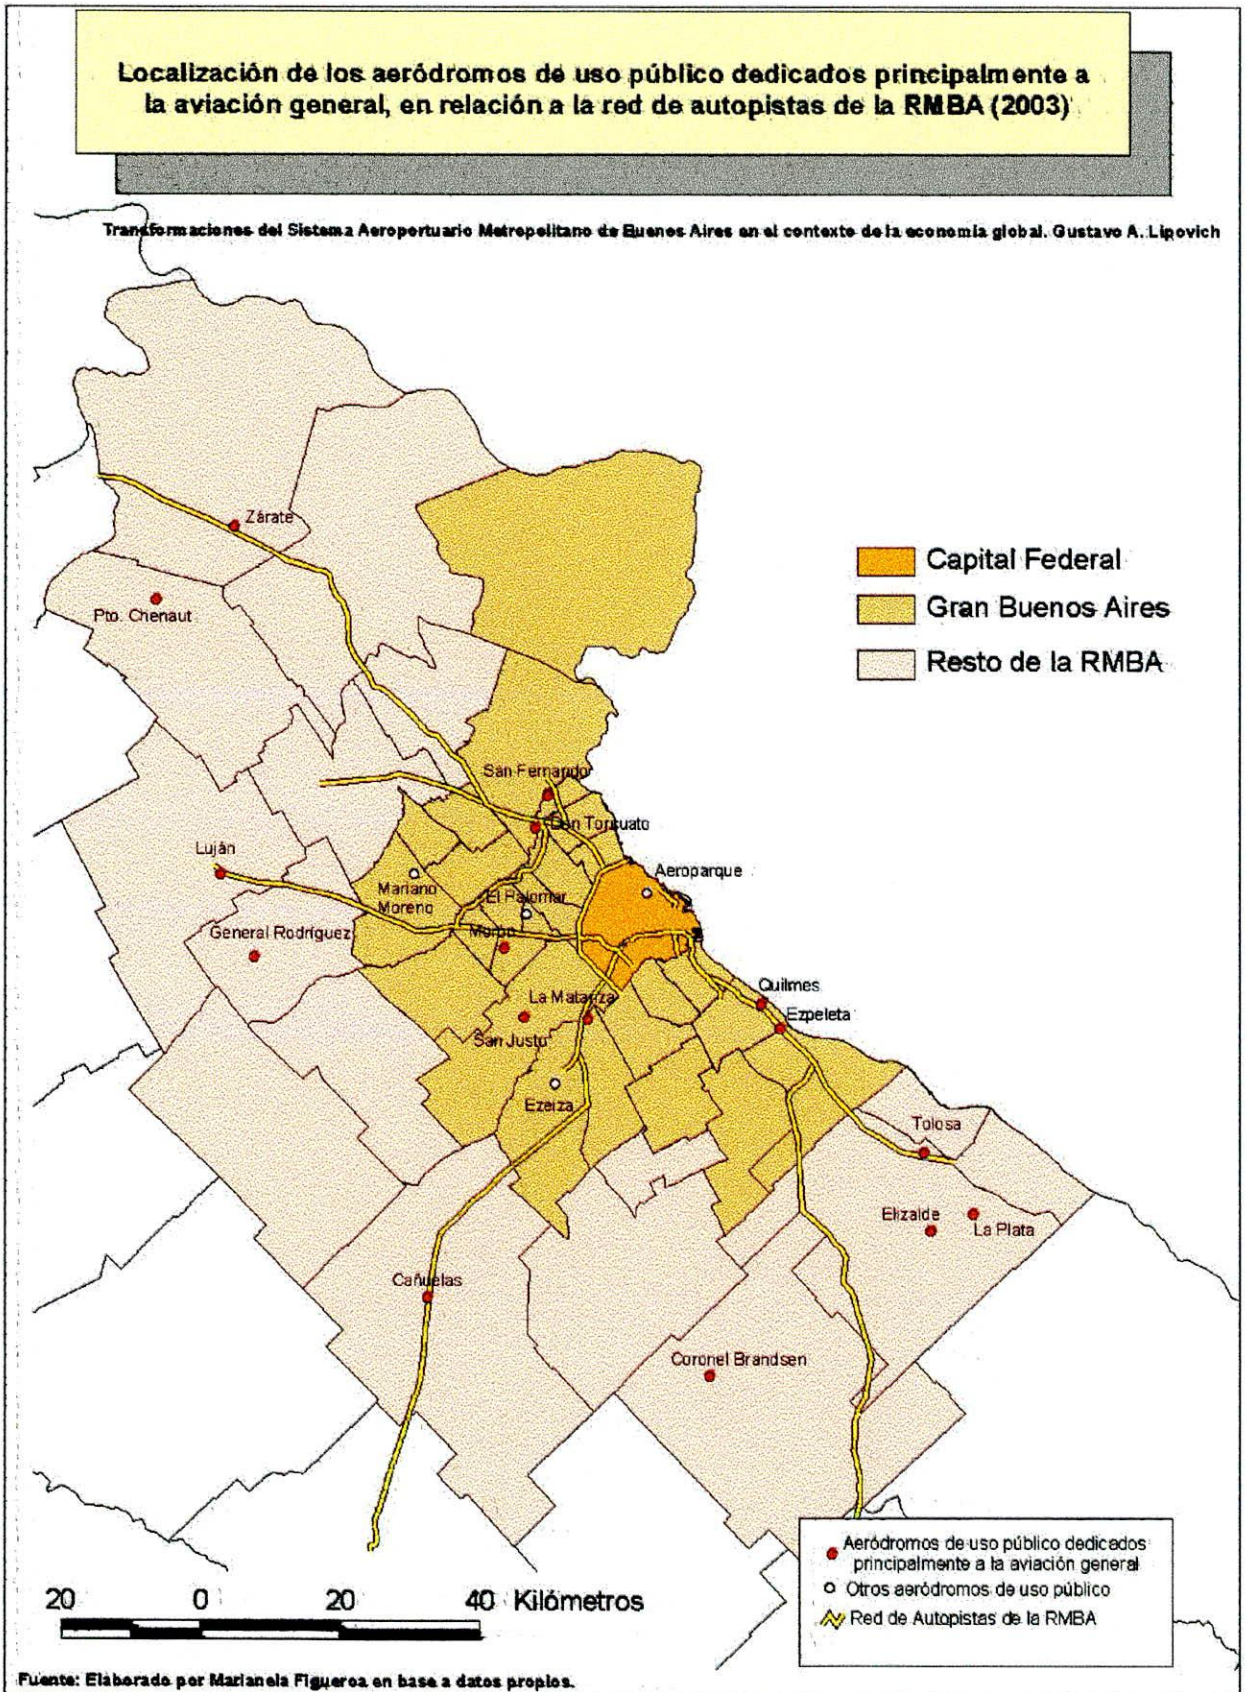 Localización de los aeródromos de uso público dedicados principalmente a
la aviación general, en relación a la red de autopistas de la RMBA (2003)
Transformaciones del Sistema Aeroportuario Metropolitano de Buenos Aires en el contexto de la economía global. Gustavo A. Lipovich
Zárate
Pto. Chenaut
Capital Federal
Gran Buenos Aires
Resto de la RMBA
San Fernando
Don Torcuato
Luján
Aeroparque
Mariano
Moreno
El Palomar
General Rodríguez
Morón
Quilmes
La Matanza
Ezpeleta
San Justo
Ezeiza
Tolosa
Elizalde
La Plata
Cañuelas
Coronel Brandsen
Aeródromos de uso público dedicados
principalmente a la aviación general
Otros aeródromos de uso público
Red de Autopistas de la RMBA
20 0 20 40 Kilómetros
Fuente: Elaborado por Marianela Figueroa en base a datos propios.